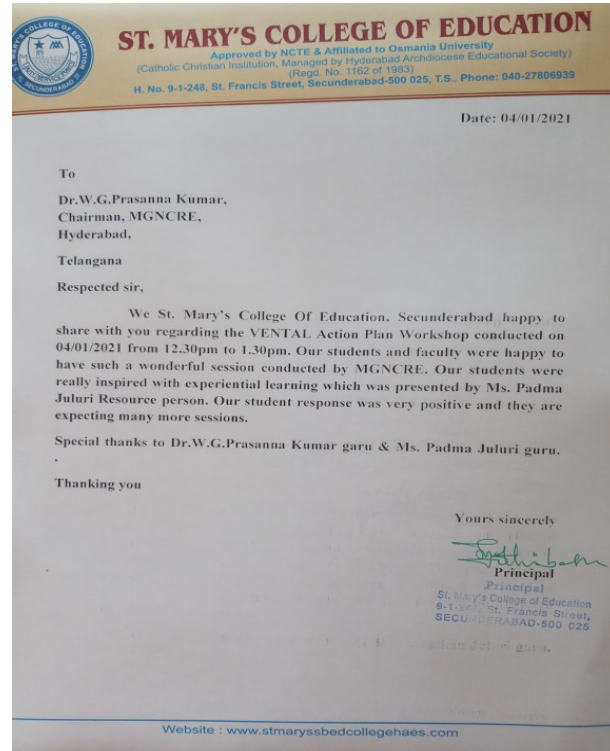 ST. MARY'S COLLEGE OF EDUCATION
Approved by NCTE & Affiliated to Osmania University
(Catholic Christian Institution, Managed by Hyderabad Archdiocese Educational Society)
(Regd. No. 1162 of 1983)
H. No. 9-1-248, St. Francis Street, Secunderabad-500 025, T.S., Phone: 040-27806939
Date: 04/01/2021
To
Dr.W.G.Prasanna Kumar,
Chairman, MGNCRE,
Hyderabad,
Telangana
Respected sir,
We St. Mary's College Of Education, Secunderabad happy to
share with you regarding the VENTAL Action Plan Workshop conducted on
04/01/2021 from 12.30pm to 1.30pm. Our students and faculty were happy to
have such a wonderful session conducted by MGNCRE. Our students were
really inspired with experiential learning which was presented by Ms. Padma
Juluri Resource person. Our student response was very positive and they are
expecting many more sessions.
Special thanks to Dr.W.G.Prasanna Kumar garu & Ms. Padma Juluri guru.
.
Thanking you
Yours sincerely
Principal
Principal
St. Mary's College of Education
St. Francis Street,
SECUNDERABAD-500 025
Website : www.stmaryssbedcollegehaes.com